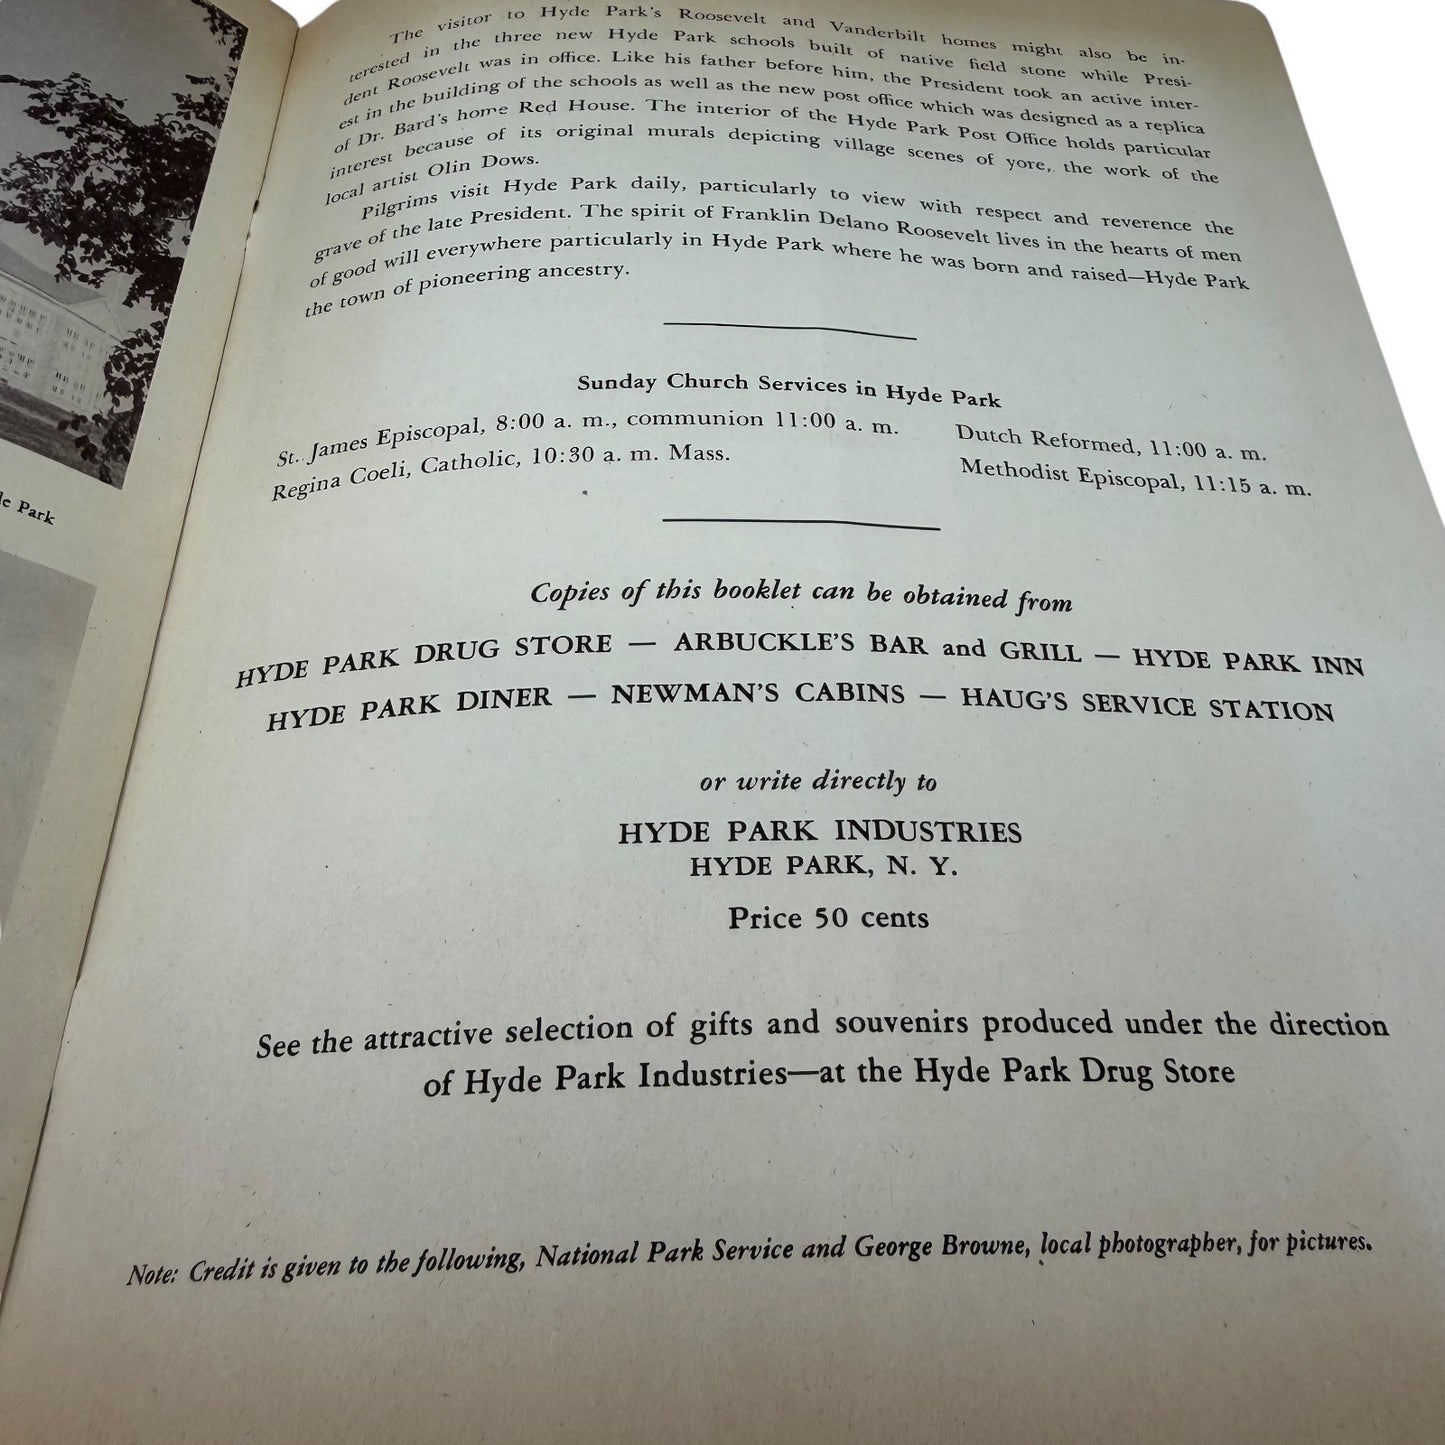 The visitor to Hyde Park's Roosevelt and Vanderbilt homes might also be in-
terested in the three new Hyde Park schools built of native field stone while Presi-
dent Roosevelt was in office. Like his father before him, the President took an active inter-
est in the building of the schools as well as the new post office which was designed as a replica
of Dr. Bard's home Red House. The interior of the Hyde Park Post Office holds particular
interest because of its original murals depicting village scenes of yore, the work of the
local artist Olin Dows.
Pilgrims visit Hyde Park daily, particularly to view with respect and reverence the
grave of the late President. The spirit of Franklin Delano Roosevelt lives in the hearts of men
of good will everywhere particularly in Hyde Park where he was born and raised—Hyde Park
the town of pioneering ancestry.
Sunday Church Services in Hyde Park
St. James Episcopal, 8:00 a. m., communion 11:00 a. m.
Regina Coeli, Catholic, 10:30 a. m. Mass.
Dutch Reformed, 11:00 a. m.
Methodist Episcopal, 11:15 a. m.
Copies of this booklet can be obtained from
HYDE PARK DRUG STORE — ARBUCKLE'S BAR and GRILL — HYDE PARK INN
HYDE PARK DINER — NEWMAN'S CABINS — HAUG'S SERVICE STATION
or write directly to
HYDE PARK INDUSTRIES
HYDE PARK, N. Y.
Price 50 cents
See the attractive selection of gifts and souvenirs produced under the direction
of Hyde Park Industries—at the Hyde Park Drug Store
Note: Credit is given to the following, National Park Service and George Browne, local photographer, for pictures.
Park